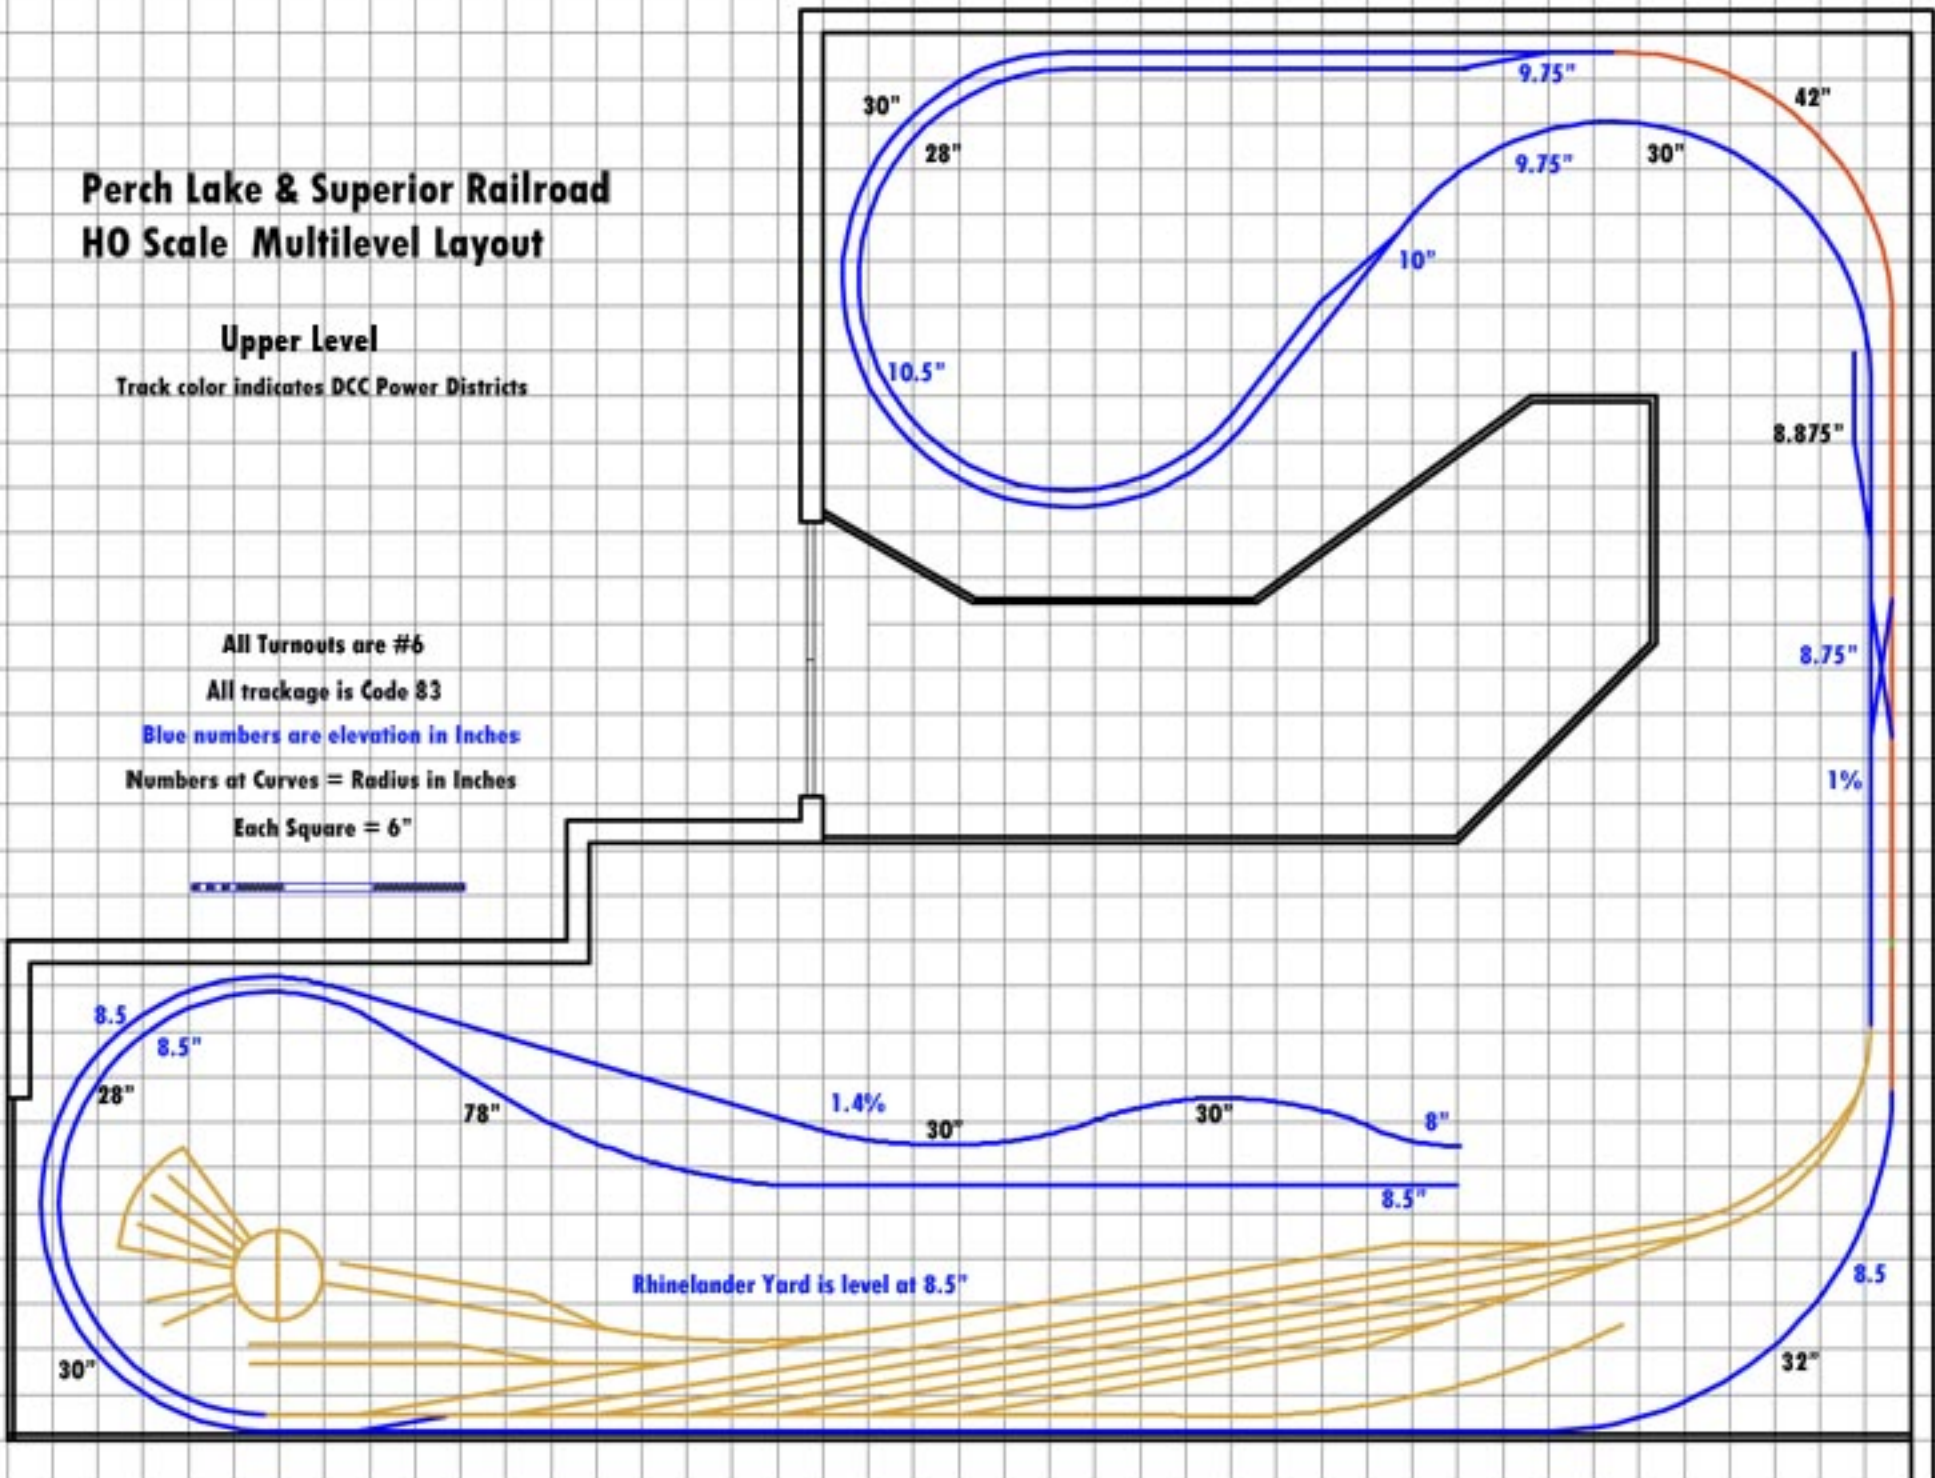 9.75"
42"
30"
28"
9.75"
30"
Perch Lake & Superior Railroad
HO Scale  Multilevel Layout
10"
Upper Level
10.5"
Track color indicates DCC Power Districts
8.875"
All Turnouts are #6
8.75"
All trackage is Code 83
Blue numbers are elevation in Inches
Numbers at Curves = Radius in Inches
1%
Each Square = 6"
8.5
8.5"
28"
78"
1.4%
30"
30"
8"
8.5"
Rhinelander Yard is level at 8.5"
8.5
30"
32"